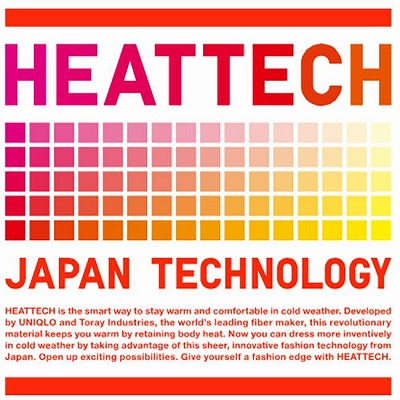 HEATTECH
JAPAN TECHNOLOGY
HEATTECH is the smart way to stay warm and comfortable in cold weather. Developed
by UNIQLO and Toray Industries, the world's leading fiber maker, this revolutionary
material keeps you warm by retaining body heat. Now you can dress more inventively
in cold weather by taking advantage of this sheer, innovative fashion technology from
Japan. Open up exciting possibilities. Give yourself a fashion edge with HEATTECH.